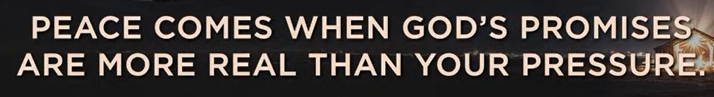 PEACE COMES WHEN GOD'S PROMISES
ARE MORE REAL THAN YOUR PRESSURE.